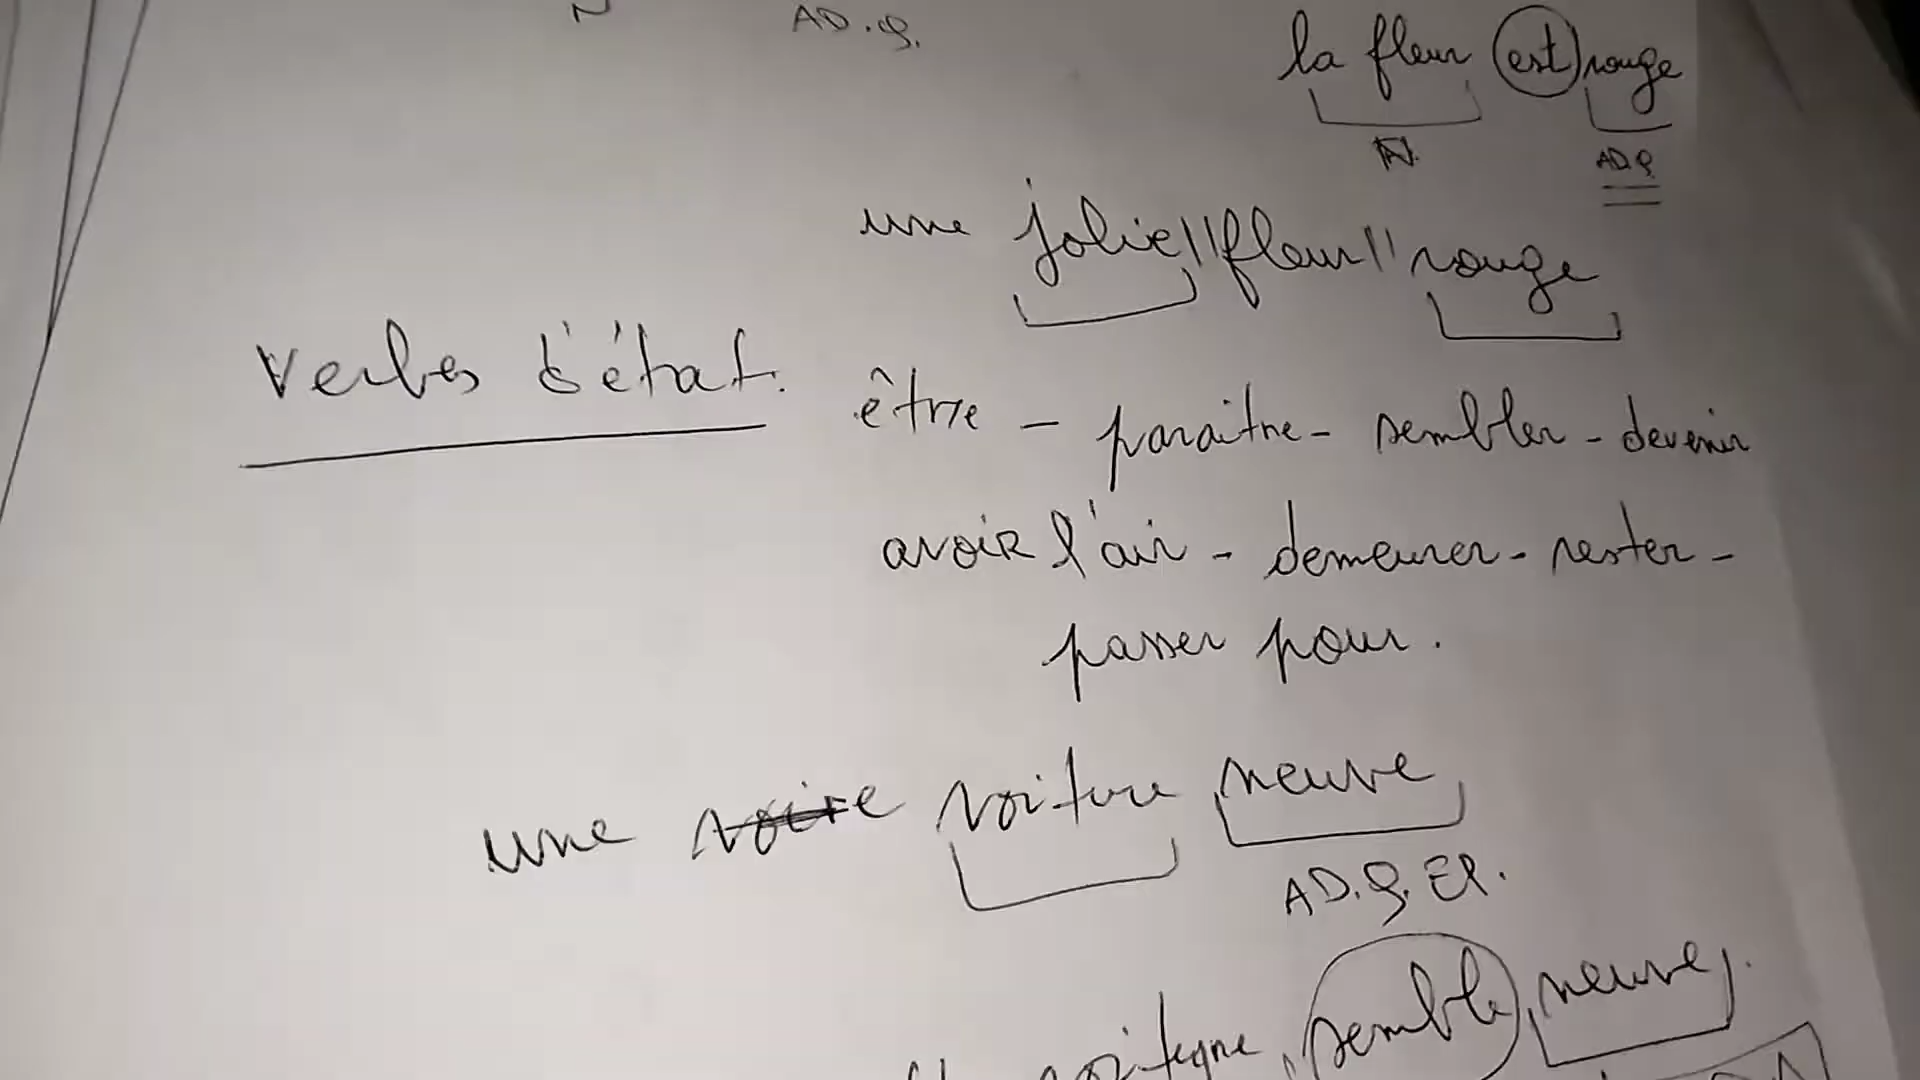 N AD.Q.
la fleur est rouge
N. AD.Q
une jolie // fleur // rouge
Verbes d'état.
être - paraitre - sembler - devenir
avoir l'air - demeurer - rester -
passer pour.
une voiture neuve
AD.Q.EP.
semble neuve.